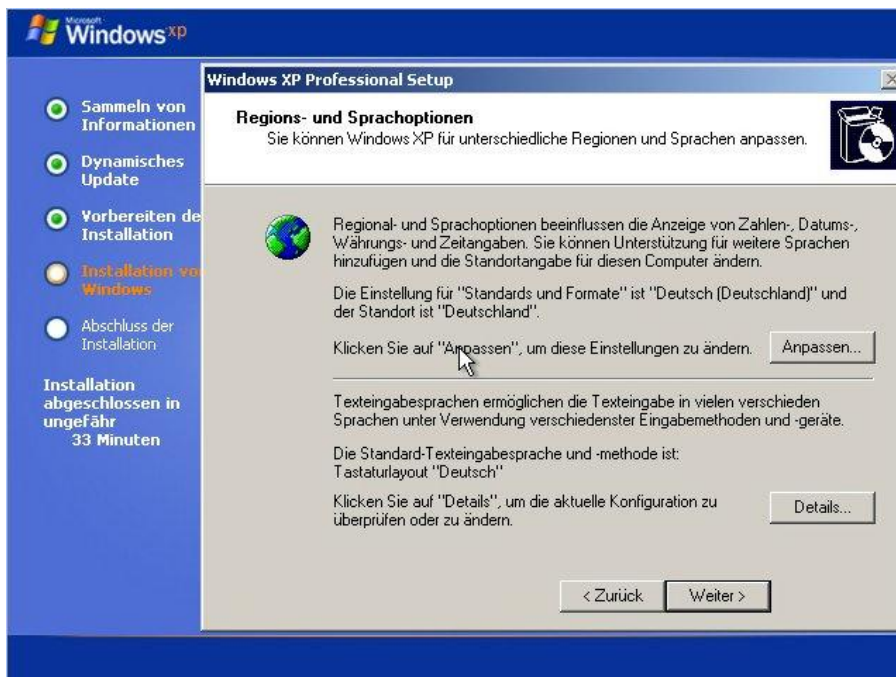 Microsoft
Windows xp
Sammeln von
Informationen
Dynamisches
Update
Vorbereiten de
Installation
Installation vo
Windows
Abschluss der
Installation
Installation
abgeschlossen in
ungefähr
33 Minuten
Windows XP Professional Setup
Regions- und Sprachoptionen
Sie können Windows XP für unterschiedliche Regionen und Sprachen anpassen.
Regional- und Sprachoptionen beeinflussen die Anzeige von Zahlen-, Datums-,
Währungs- und Zeitangaben. Sie können Unterstützung für weitere Sprachen
hinzufügen und die Standortangabe für diesen Computer ändern.
Die Einstellung für "Standards und Formate" ist "Deutsch (Deutschland)" und
der Standort ist "Deutschland".
Klicken Sie auf "Anpassen", um diese Einstellungen zu ändern.
Anpassen...
Texteingabesprachen ermöglichen die Texteingabe in vielen verschieden
Sprachen unter Verwendung verschiedenster Eingabemethoden und -geräte.
Die Standard-Texteingabesprache und -methode ist:
Tastaturlayout "Deutsch"
Klicken Sie auf "Details", um die aktuelle Konfiguration zu
überprüfen oder zu ändern.
Details...
< Zurück
Weiter >